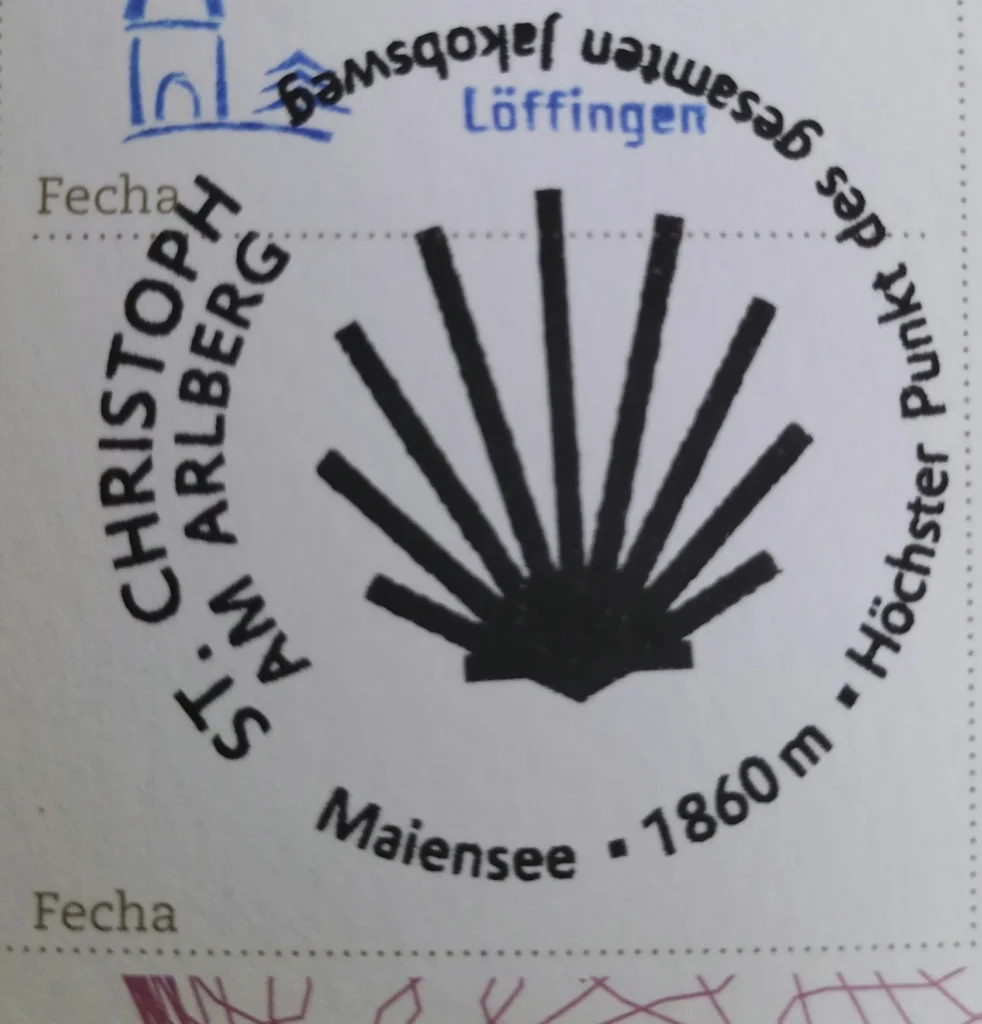 Löffingen
Fecha
ST. CHRISTOPH
AM ARLBERG
Maiensee ▪ 1860 m ▪ Höchster Punkt des gesamten Jakobsweg
Fecha